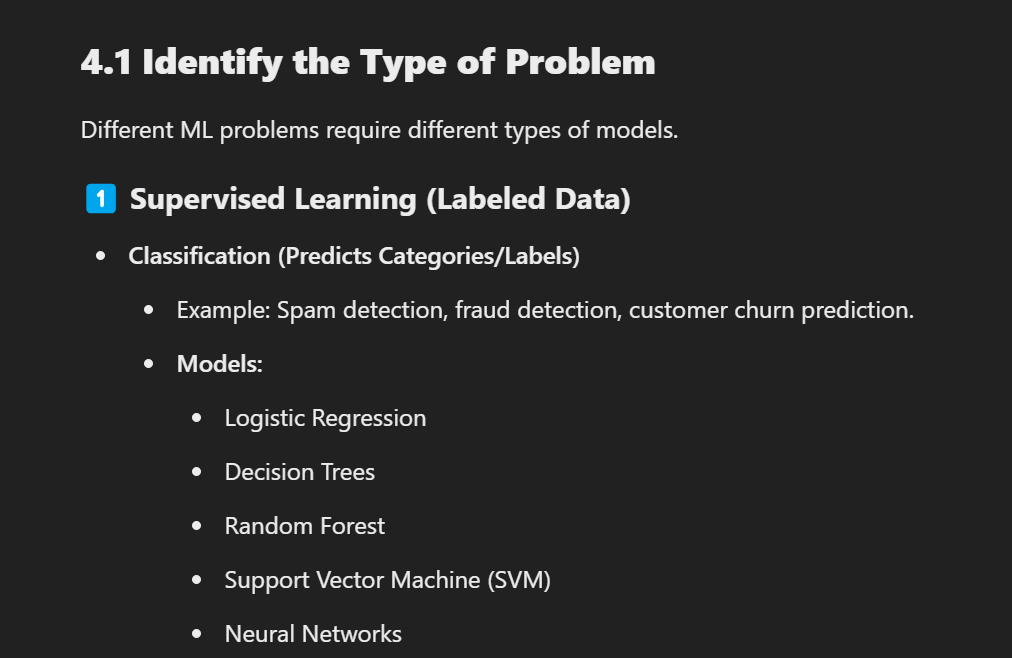 4.1 Identify the Type of Problem
Different ML problems require different types of models.
1 Supervised Learning (Labeled Data)
• Classification (Predicts Categories/Labels)
• Example: Spam detection, fraud detection, customer churn prediction.
• Models:
• Logistic Regression
• Decision Trees
• Random Forest
• Support Vector Machine (SVM)
• Neural Networks